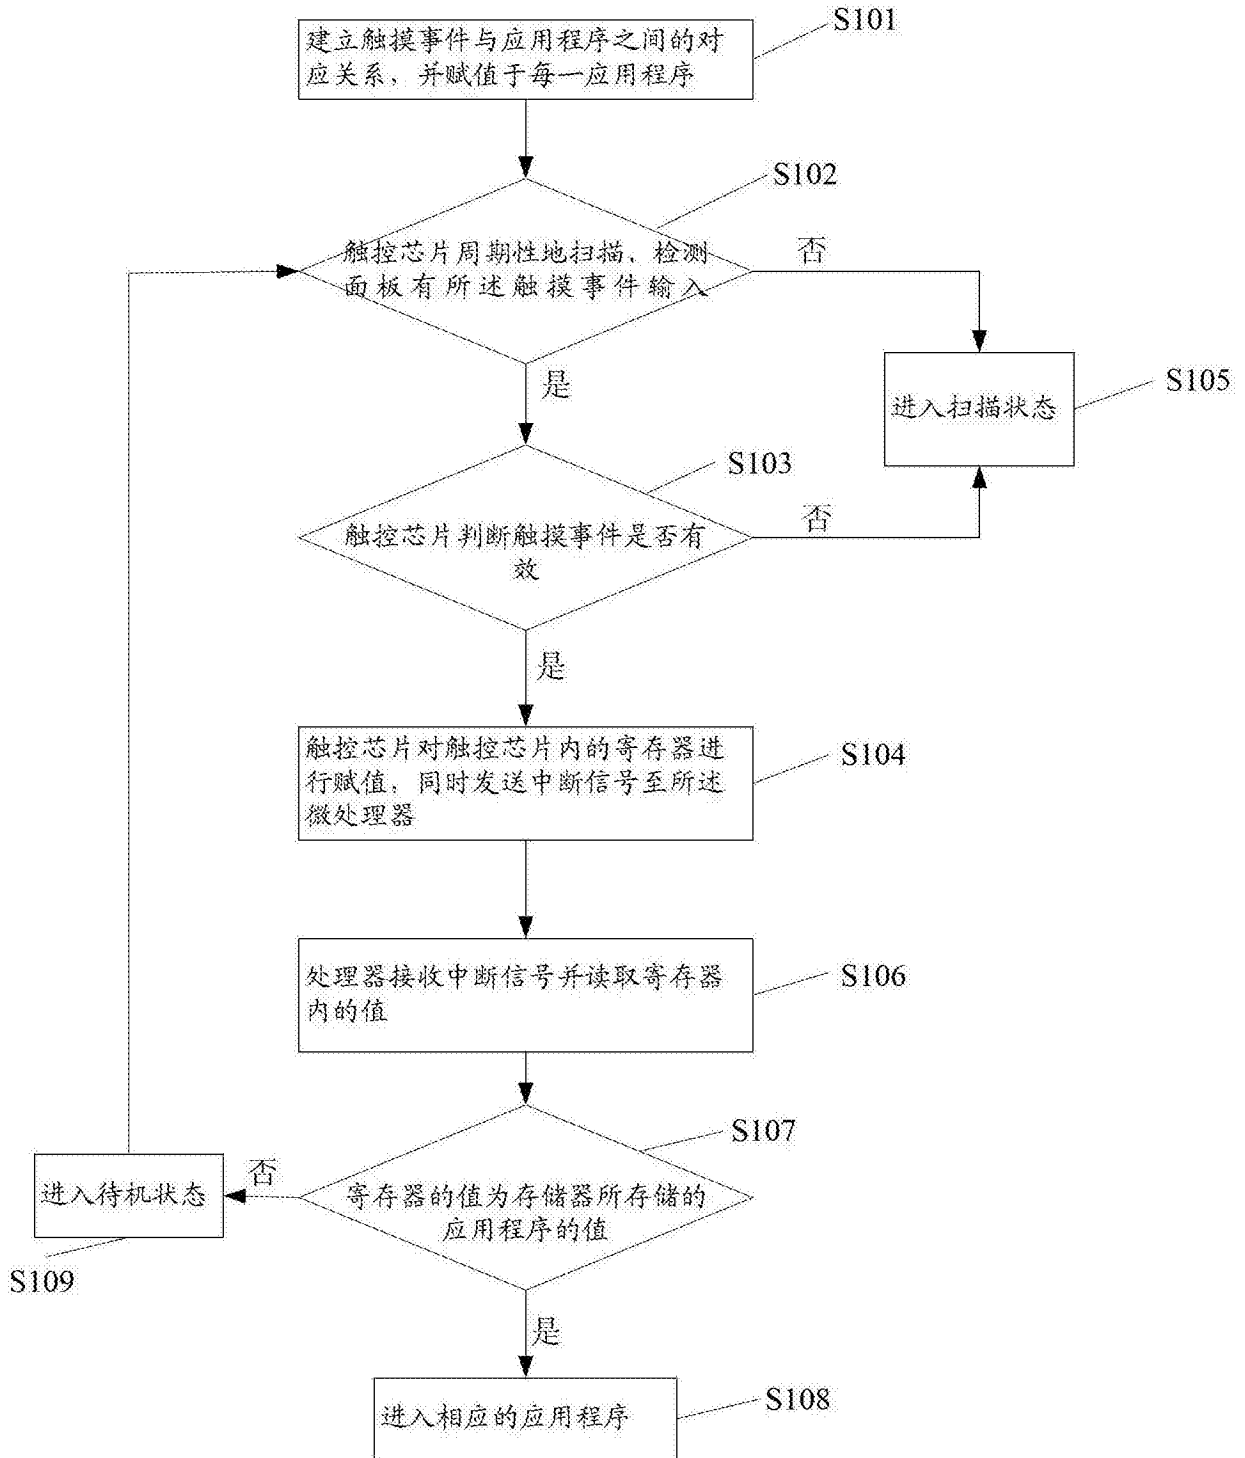 S101
建立触摸事件与应用程序之间的对
应关系，并赋值于每一应用程序
S102
触控芯片周期性地扫描，检测
面板有所述触摸事件输入
否
是
S105
进入扫描状态
S103
触控芯片判断触摸事件是否有
效
否
是
S104
触控芯片对触控芯片内的寄存器进
行赋值，同时发送中断信号至所述
微处理器
S106
处理器接收中断信号并读取寄存器
内的值
S107
寄存器的值为存储器所存储的
应用程序的值
否
进入待机状态
S109
是
S108
进入相应的应用程序